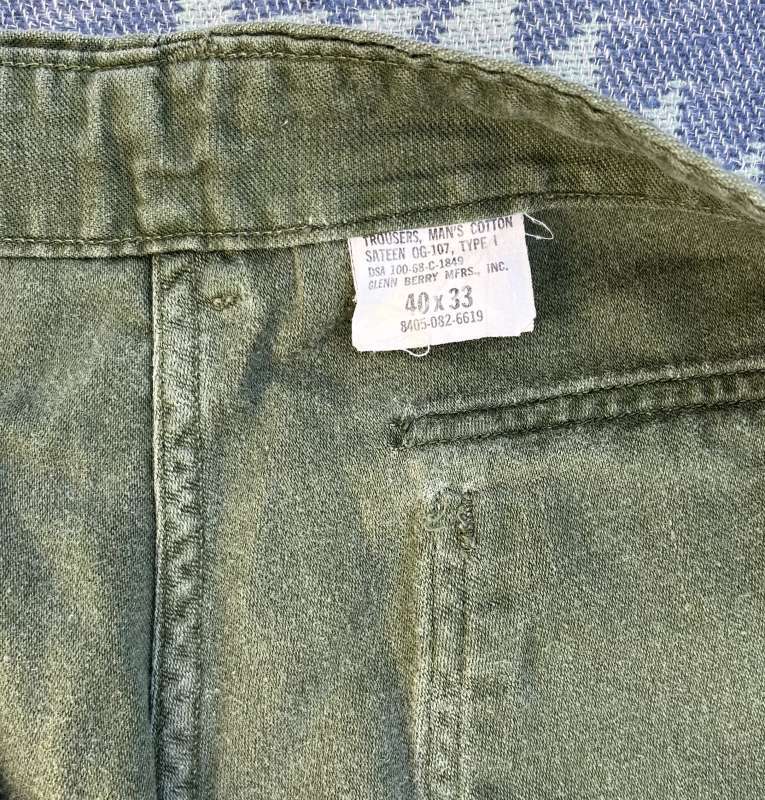 TROUSERS, MAN'S COTTON
SATEEN OG-107, TYPE I
DSA 100-68-C-1849
GLENN BERRY MFRS., INC.
40 x 33
8405-082-6619